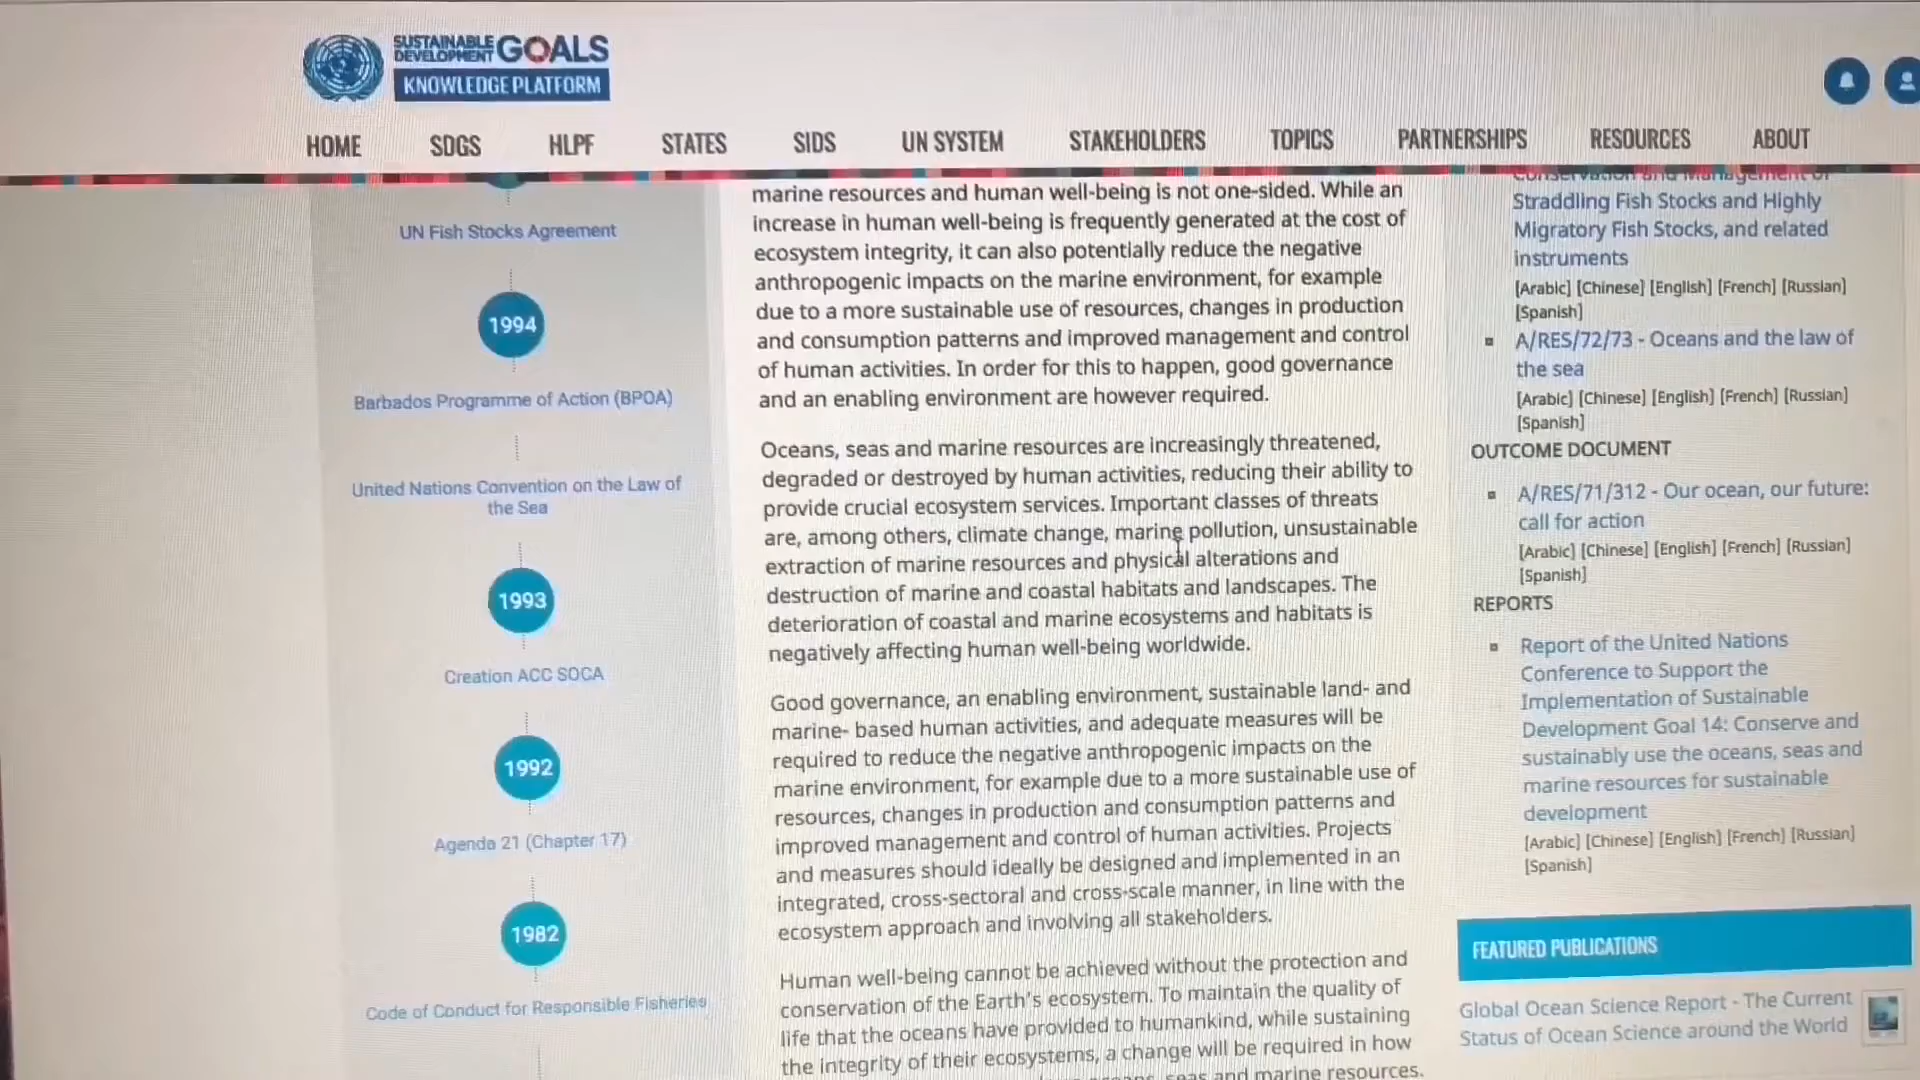 SUSTAINABLE
DEVELOPMENT GOALS
KNOWLEDGE PLATFORM
HOME SDGS HLPF STATES SIDS UN SYSTEM STAKEHOLDERS TOPICS PARTNERSHIPS RESOURCES ABOUT
UN Fish Stocks Agreement
1994
Barbados Programme of Action (BPOA)
United Nations Convention on the Law of
the Sea
1993
Creation ACC SOCA
1992
Agenda 21 (Chapter 17)
1982
Code of Conduct for Responsible Fisheries
marine resources and human well-being is not one-sided. While an
increase in human well-being is frequently generated at the cost of
ecosystem integrity, it can also potentially reduce the negative
anthropogenic impacts on the marine environment, for example
due to a more sustainable use of resources, changes in production
and consumption patterns and improved management and control
of human activities. In order for this to happen, good governance
and an enabling environment are however required.
Oceans, seas and marine resources are increasingly threatened,
degraded or destroyed by human activities, reducing their ability to
provide crucial ecosystem services. Important classes of threats
are, among others, climate change, marine pollution, unsustainable
extraction of marine resources and physical alterations and
destruction of marine and coastal habitats and landscapes. The
deterioration of coastal and marine ecosystems and habitats is
negatively affecting human well-being worldwide.
Good governance, an enabling environment, sustainable land- and
marine- based human activities, and adequate measures will be
required to reduce the negative anthropogenic impacts on the
marine environment, for example due to a more sustainable use of
resources, changes in production and consumption patterns and
improved management and control of human activities. Projects
and measures should ideally be designed and implemented in an
integrated, cross-sectoral and cross-scale manner, in line with the
ecosystem approach and involving all stakeholders.
Human well-being cannot be achieved without the protection and
conservation of the Earth's ecosystem. To maintain the quality of
life that the oceans have provided to humankind, while sustaining
the integrity of their ecosystems, a change will be required in how
seas and marine resources.
Conservation and Management of
Straddling Fish Stocks and Highly
Migratory Fish Stocks, and related
instruments
[Arabic] [Chinese] [English] [French] [Russian]
[Spanish]
A/RES/72/73 - Oceans and the law of
the sea
[Arabic] [Chinese] [English] [French] [Russian]
[Spanish]
OUTCOME DOCUMENT
A/RES/71/312 - Our ocean, our future:
call for action
[Arabic] [Chinese] [English] [French] [Russian]
[Spanish]
REPORTS
Report of the United Nations
Conference to Support the
Implementation of Sustainable
Development Goal 14: Conserve and
sustainably use the oceans, seas and
marine resources for sustainable
development
[Arabic] [Chinese] [English] [French] [Russian]
[Spanish]
FEATURED PUBLICATIONS
Global Ocean Science Report - The Current
Status of Ocean Science around the World